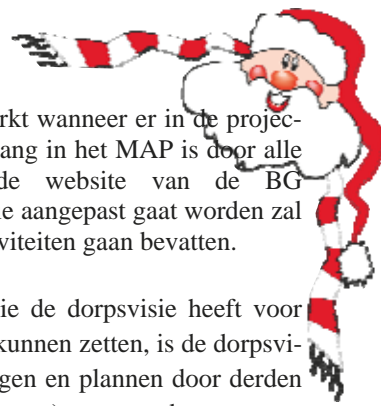 rkt wanneer er in de projec-
ang in het MAP is door alle
de website van de BG
ie aangepast gaat worden zal
viteiten gaan bevatten.
ie de dorpsvisie heeft voor
kunnen zetten, is de dorpsvi-
gen en plannen door derden